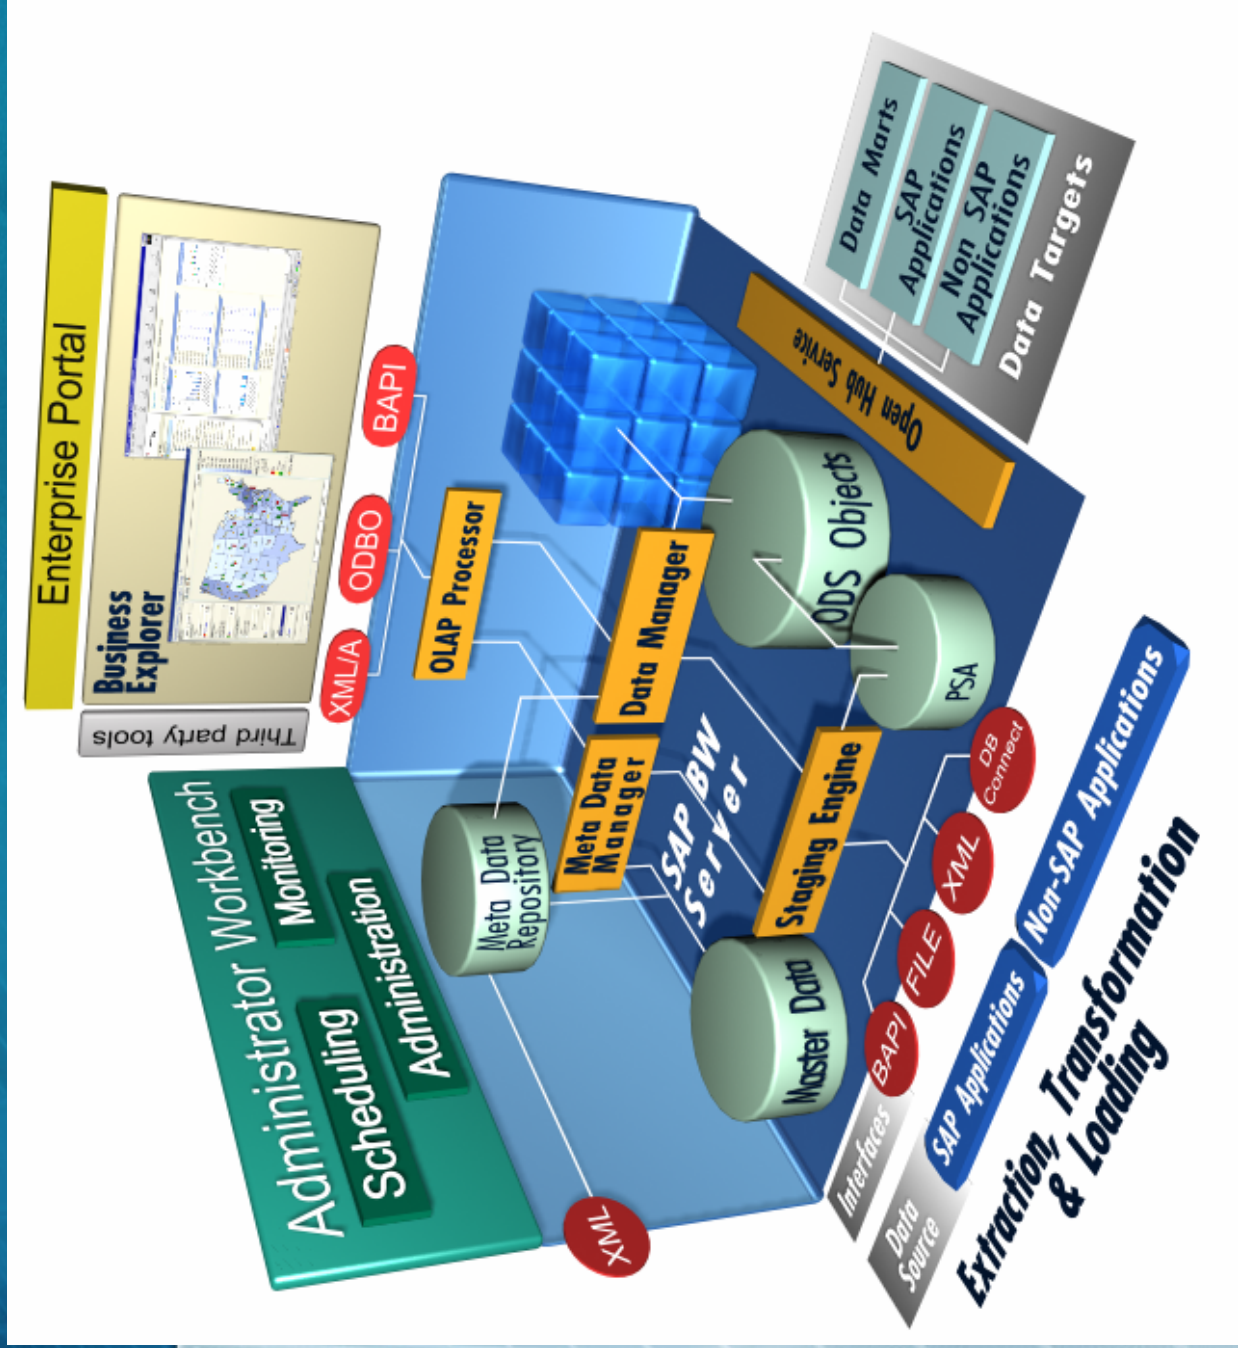 Enterprise Portal
Business
Explorer
Third party tools
BAPI
ODBO
XML/A
Administrator Workbench
Monitoring
Scheduling
Administration
OLAP Processor
Meta Data
Repository
Meta Data
Manager
Data Manager
SAP BW
Server
Staging Engine
Master Data
ODS Objects
PSA
Open Hub Service
Data Marts
SAP
Applications
Non SAP
Applications
Data Targets
XML
Interfaces
BAPI
FILE
XML
DB
Connect
Data
Source
SAP Applications
Non-SAP Applications
Extraction, Transformation
& Loading